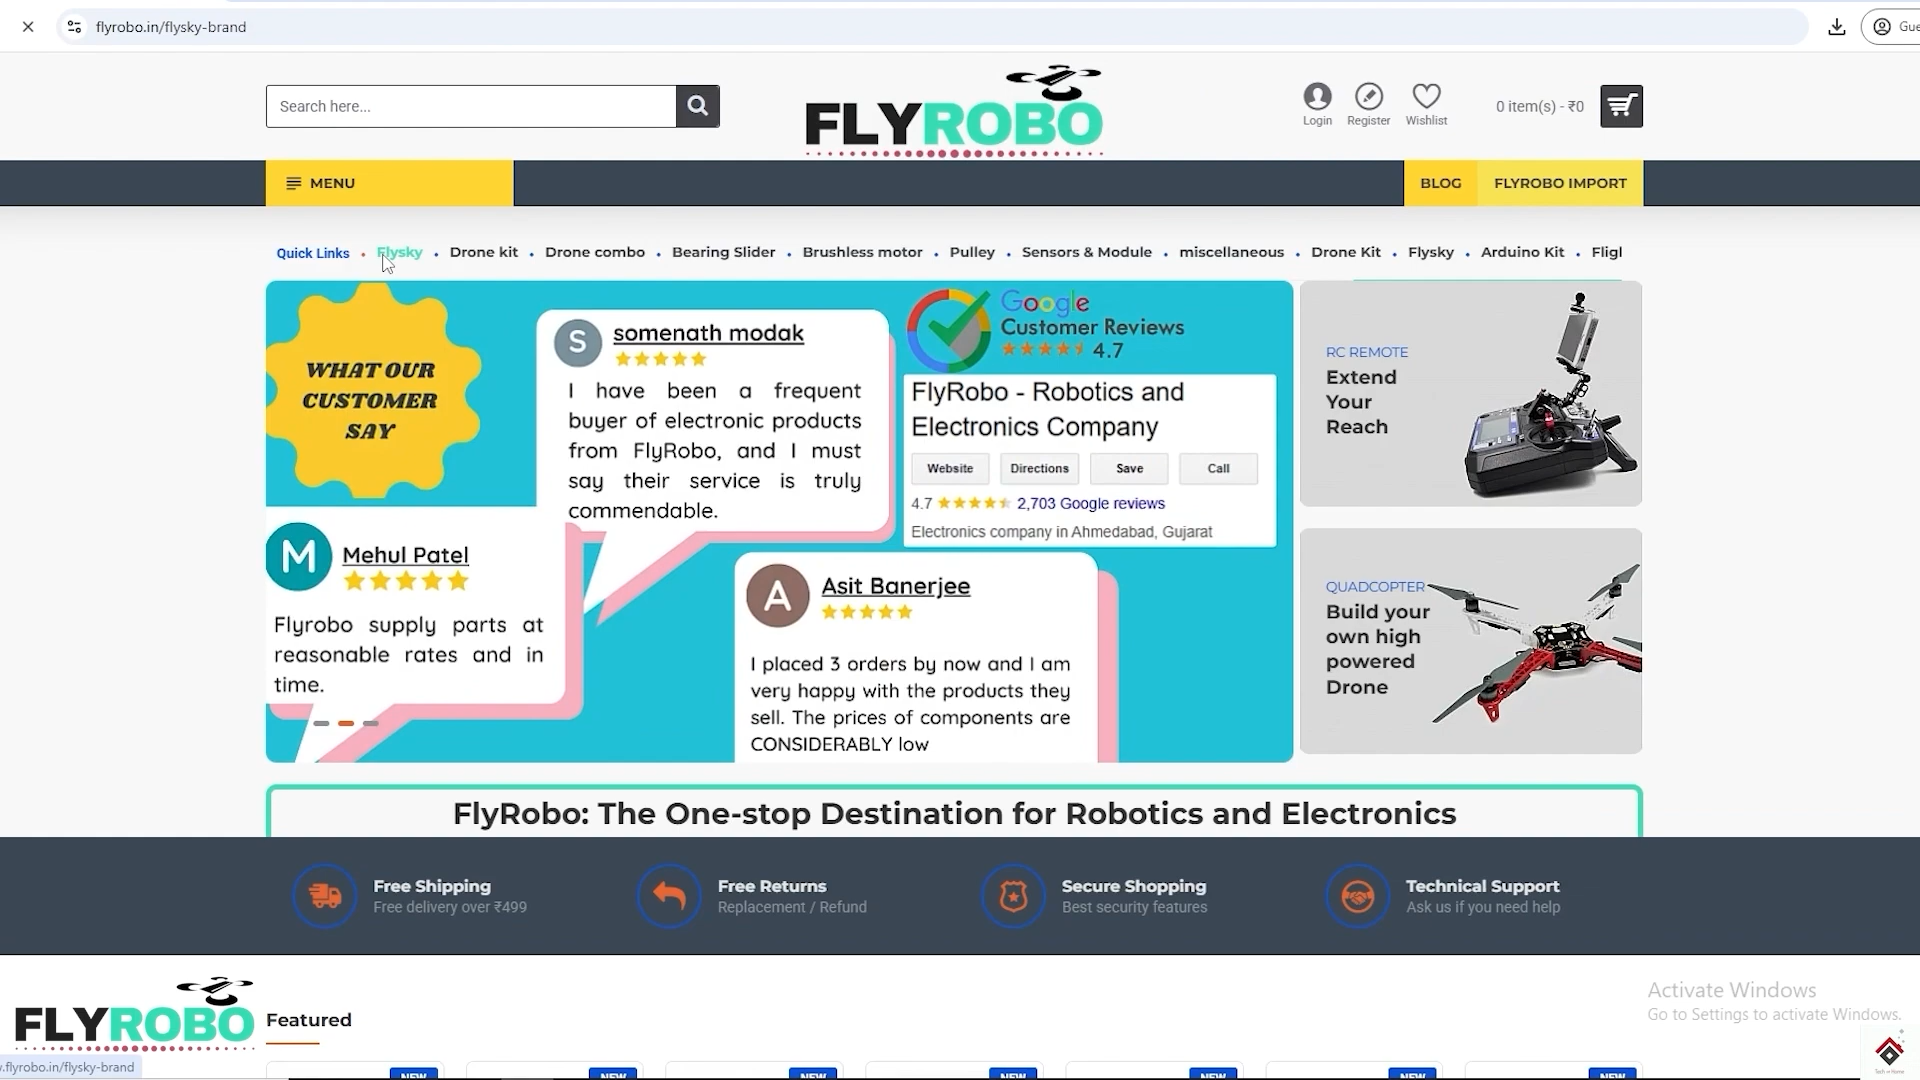 flyrobo.in/flysky-brand
Gue
Search here...
FLYROBO
Login
Register
Wishlist
0 item(s) - ₹0
MENU
BLOG
FLYROBO IMPORT
Quick Links • Flysky • Drone kit • Drone combo • Bearing Slider • Brushless motor • Pulley • Sensors & Module • miscellaneous • Drone Kit • Flysky • Arduino Kit • Fligl
WHAT OUR
CUSTOMER
SAY
S
somenath modak
I have been a frequent
buyer of electronic products
from FlyRobo, and I must
say their service is truly
commendable.
Google
Customer Reviews
4.7
FlyRobo - Robotics and
Electronics Company
Website
Directions
Save
Call
4.7 2,703 Google reviews
Electronics company in Ahmedabad, Gujarat
M
Mehul Patel
Flyrobo supply parts at
reasonable rates and in
time.
A
Asit Banerjee
I placed 3 orders by now and I am
very happy with the products they
sell. The prices of components are
CONSIDERABLY low
RC REMOTE
Extend
Your
Reach
QUADCOPTER
Build your
own high
powered
Drone
FlyRobo: The One-stop Destination for Robotics and Electronics
Free Shipping
Free delivery over ₹499
Free Returns
Replacement / Refund
Secure Shopping
Best security features
Technical Support
Ask us if you need help
FLYROBO
Featured
Activate Windows
Go to Settings to activate Windows.
.flyrobo.in/flysky-brand
NEW
NEW
NEW
NEW
NEW
NEW
NEW